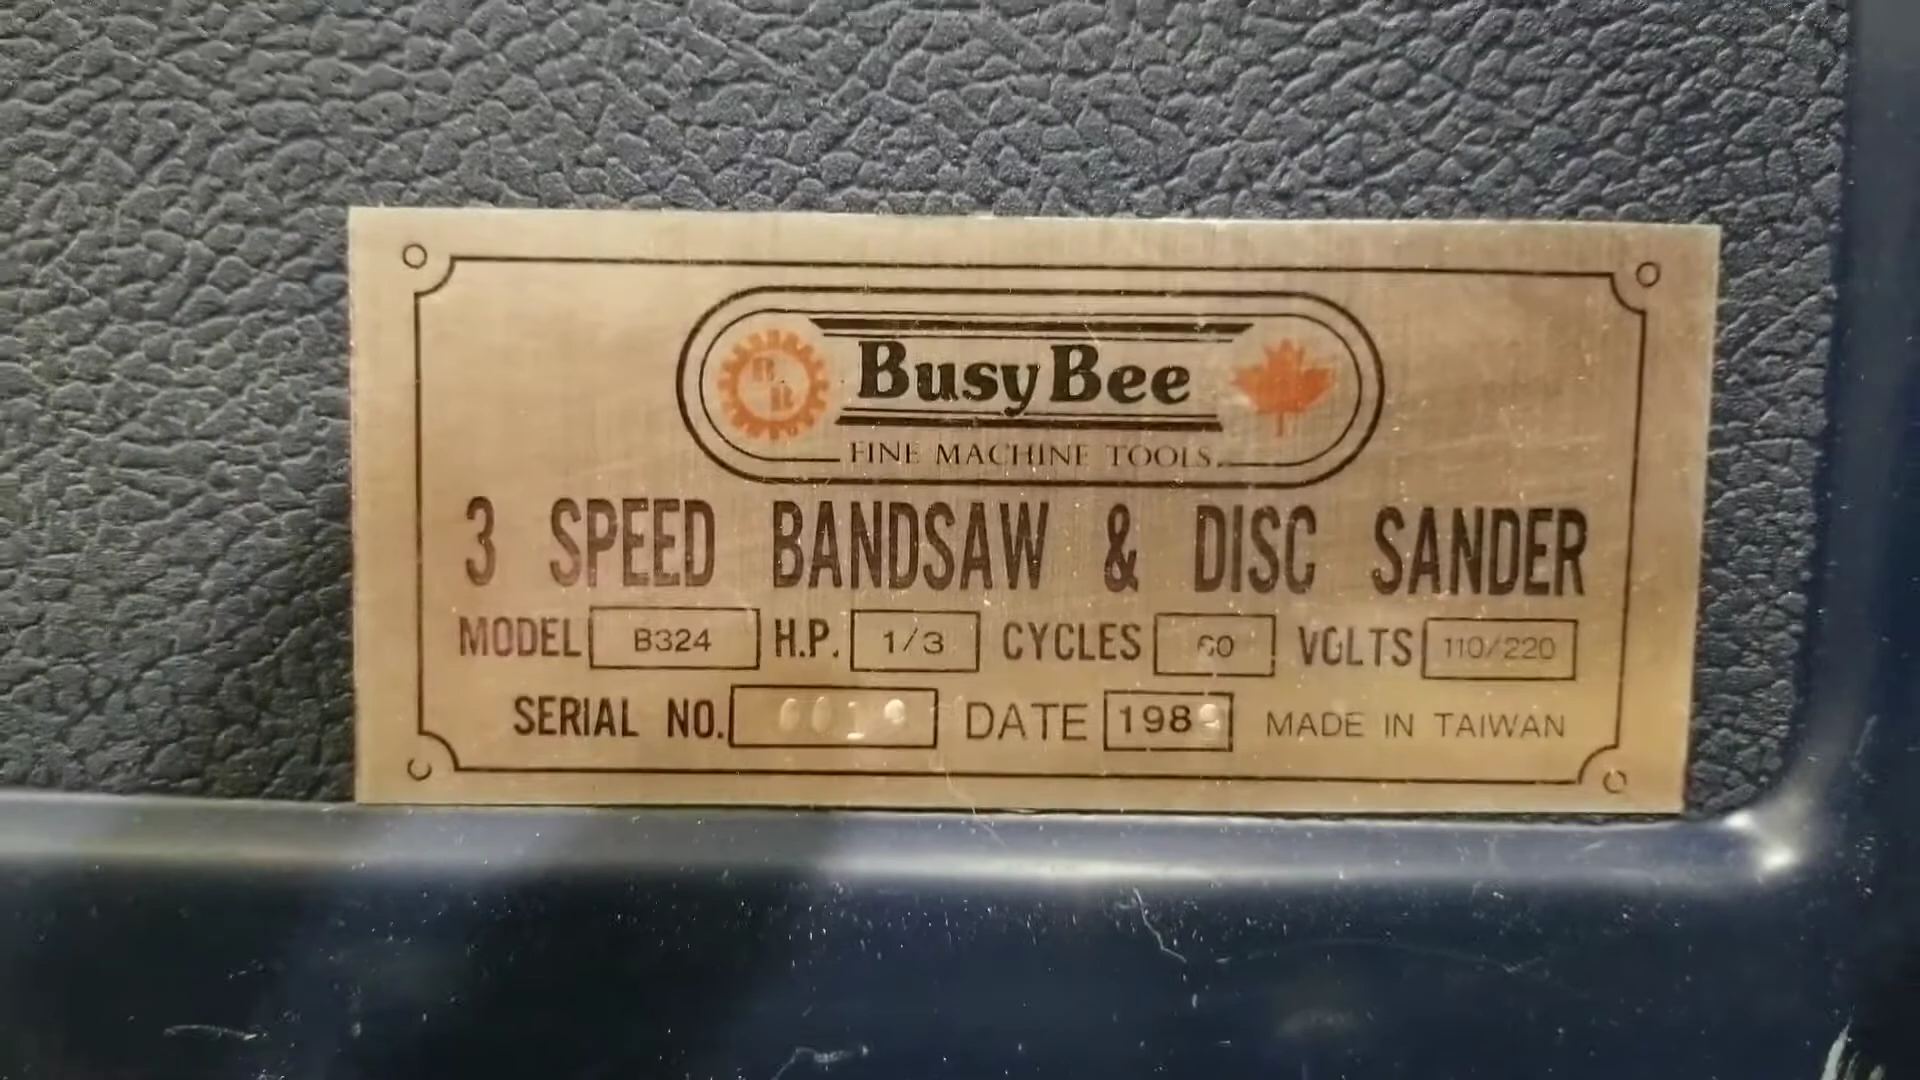 BusyBee
FINE MACHINE TOOLS
3 SPEED BANDSAW & DISC SANDER
MODEL B324 H.P. 1/3 CYCLES 60 VOLTS 110/220
SERIAL NO. DATE MADE IN TAIWAN